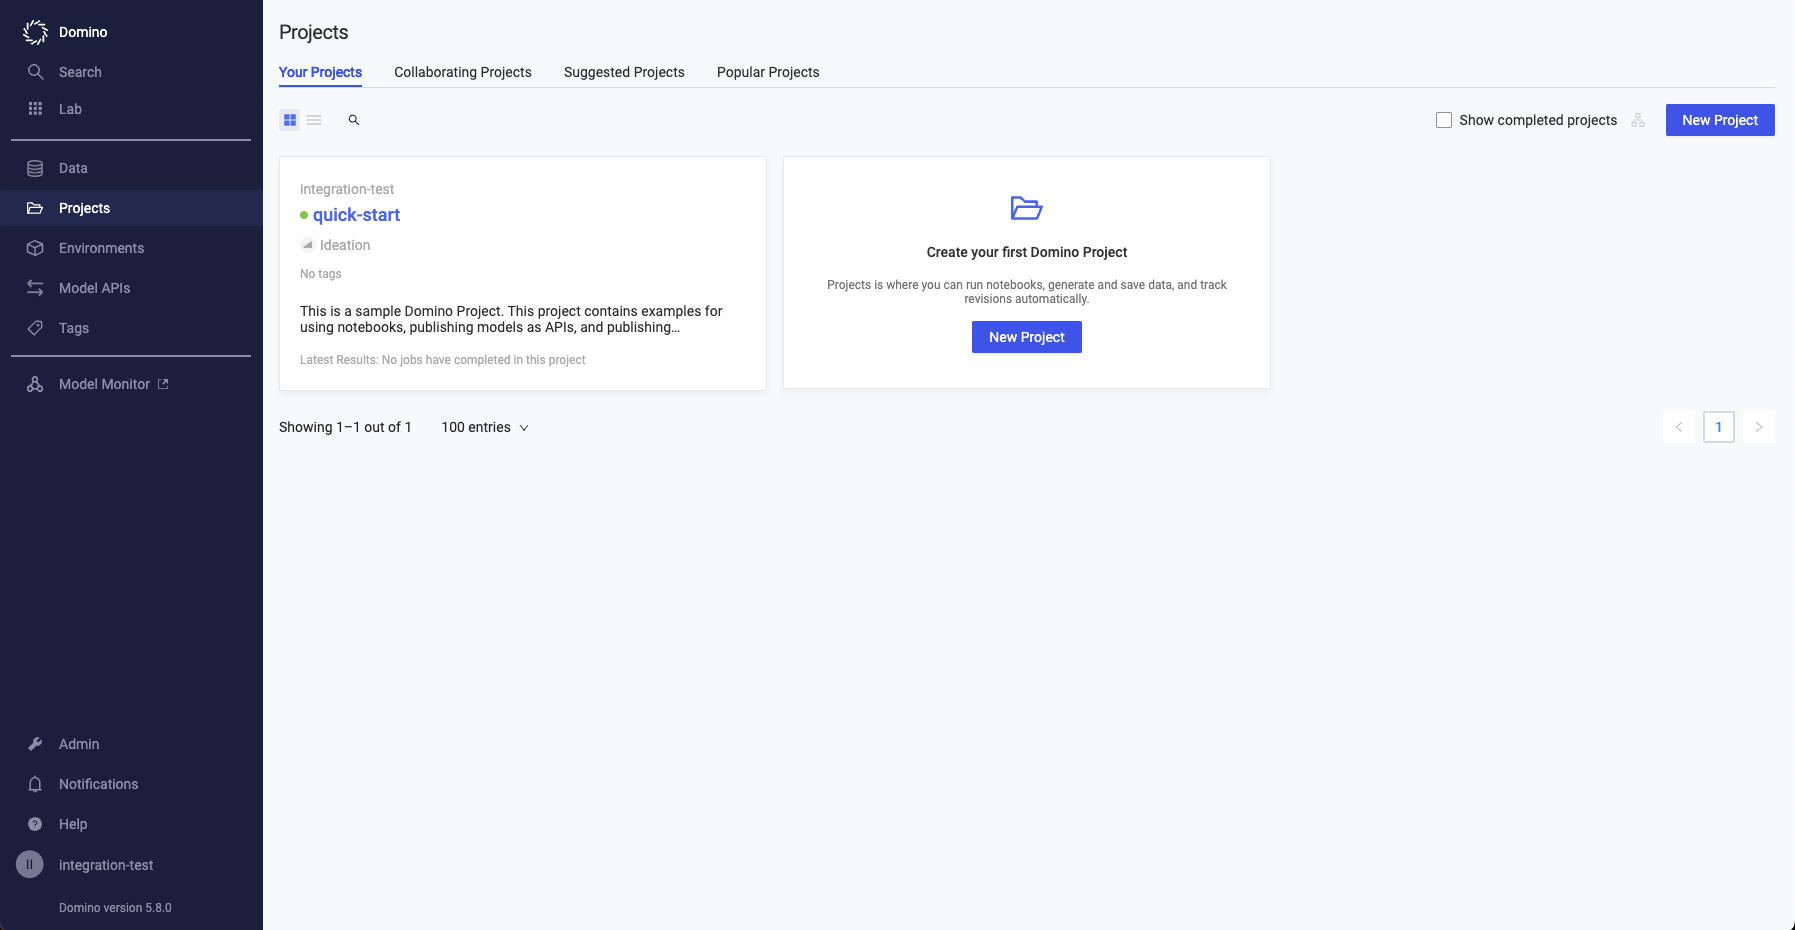 Domino
Search
Lab
Data
Projects
Environments
Model APIs
Tags
Model Monitor
Admin
Notifications
Help
II
integration-test
Domino version 5.8.0
Projects
Your Projects
Collaborating Projects
Suggested Projects
Popular Projects
Show completed projects
New Project
integration-test
quick-start
Ideation
No tags
This is a sample Domino Project. This project contains examples for
using notebooks, publishing models as APIs, and publishing...
Latest Results: No jobs have completed in this project
Create your first Domino Project
Projects is where you can run notebooks, generate and save data, and track
revisions automatically.
New Project
Showing 1–1 out of 1
100 entries
1